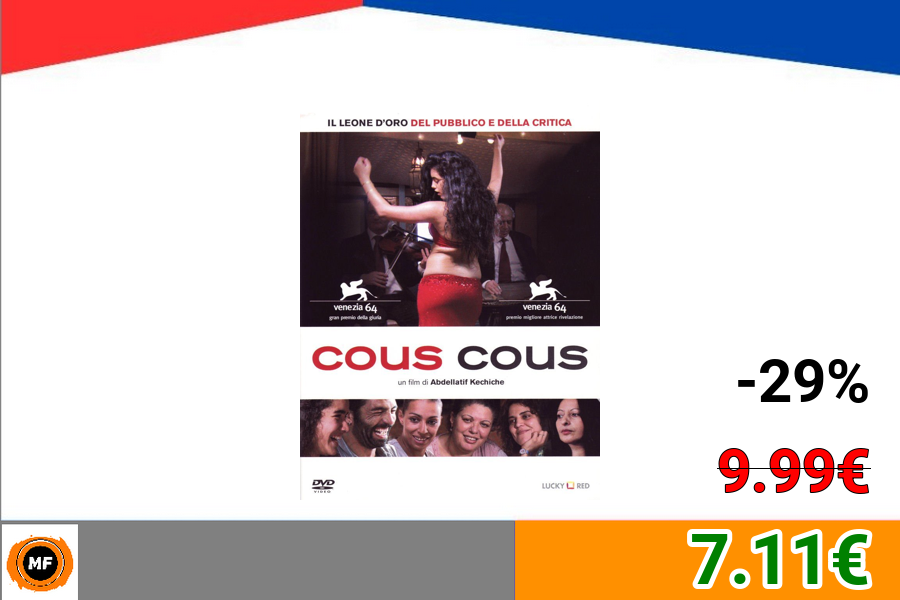 IL LEONE D'ORO DEL PUBBLICO E DELLA CRITICA
venezia 64
gran premio della giuria
venezia 64
premio migliore attrice rivelazione
COUS COUS
un film di Abdellatif Kechiche
DVD
VIDEO
LUCKY RED
-29%
9.99€
7.11€
MF